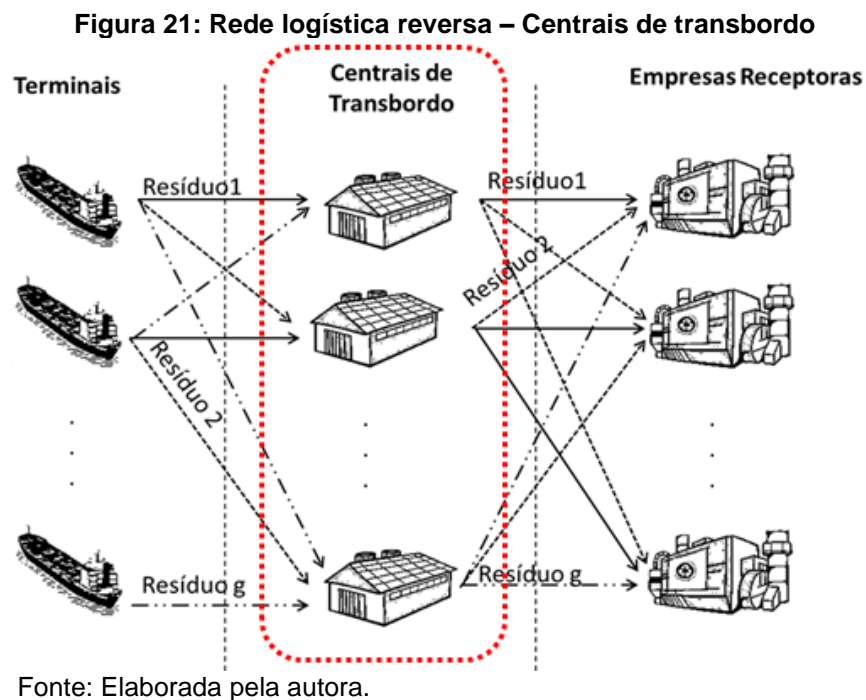 Figura 21: Rede logística reversa – Centrais de transbordo
Terminais
Centrais de
Transbordo
Empresas Receptoras
Resíduo1
Resíduo1
Resíduo 2
Resíduo 2
Resíduo g
Resíduo g
Fonte: Elaborada pela autora.